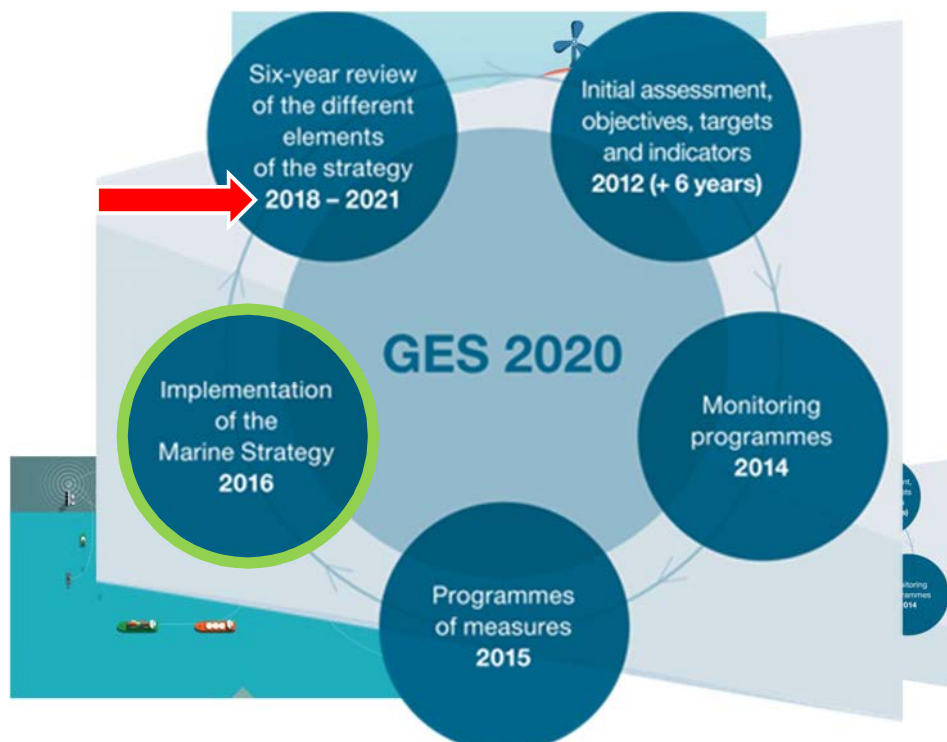 Six-year review
of the different
elements
of the strategy
2018 – 2021
Initial assessment,
objectives, targets
and indicators
2012 (+ 6 years)
GES 2020
Implementation
of the
Marine Strategy
2016
Monitoring
programmes
2014
Programmes
of measures
2015